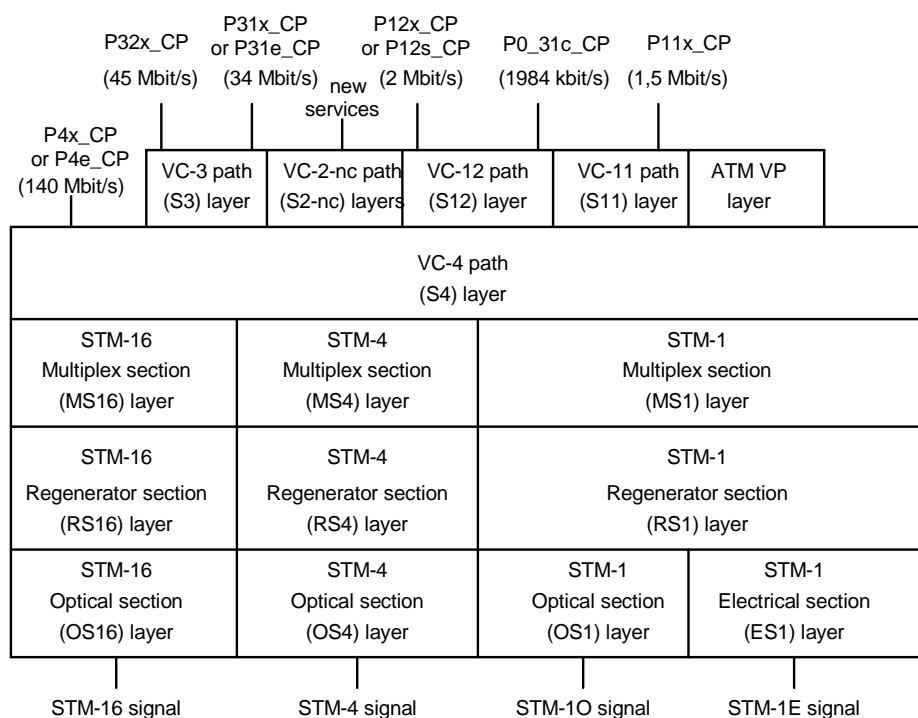 P32x_CP
(45 Mbit/s)
P31x_CP
or P31e_CP
(34 Mbit/s)
new
services
P12x_CP
or P12s_CP
(2 Mbit/s)
P0_31c_CP
(1984 kbit/s)
P11x_CP
(1,5 Mbit/s)
P4x_CP
or P4e_CP
(140 Mbit/s)
VC-3 path
(S3) layer
VC-2-nc path
(S2-nc) layers
VC-12 path
(S12) layer
VC-11 path
(S11) layer
ATM VP
layer
VC-4 path
(S4) layer
STM-16
Multiplex section
(MS16) layer
STM-4
Multiplex section
(MS4) layer
STM-1
Multiplex section
(MS1) layer
STM-16
Regenerator section
(RS16) layer
STM-4
Regenerator section
(RS4) layer
STM-1
Regenerator section
(RS1) layer
STM-16
Optical section
(OS16) layer
STM-4
Optical section
(OS4) layer
STM-1
Optical section
(OS1) layer
STM-1
Electrical section
(ES1) layer
STM-16 signal
STM-4 signal
STM-1O signal
STM-1E signal